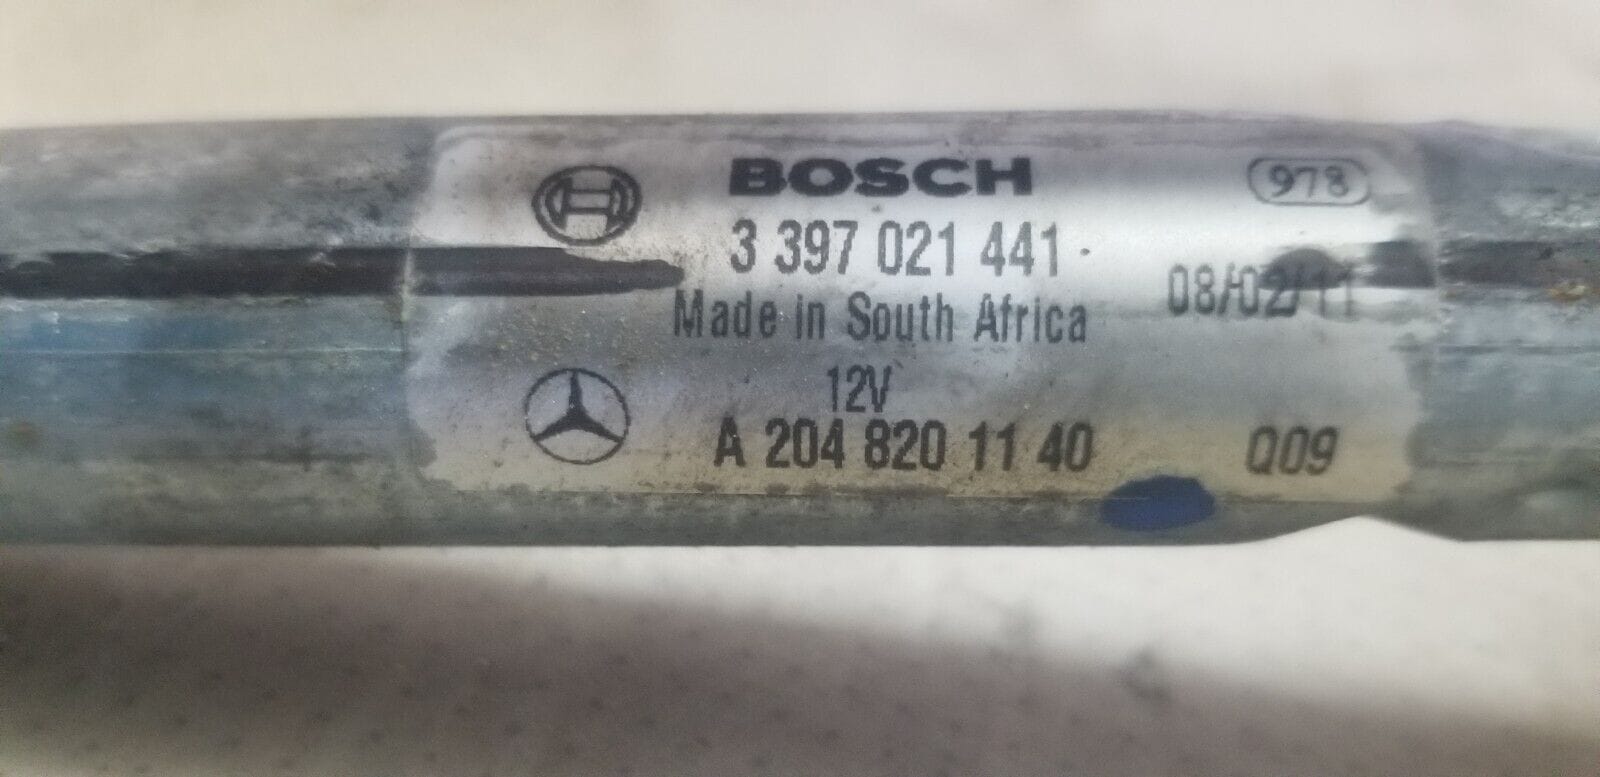 BOSCH
978
3 397 021 441
08/02/11
Made in South Africa
12V
A 204 820 11 40
Q09